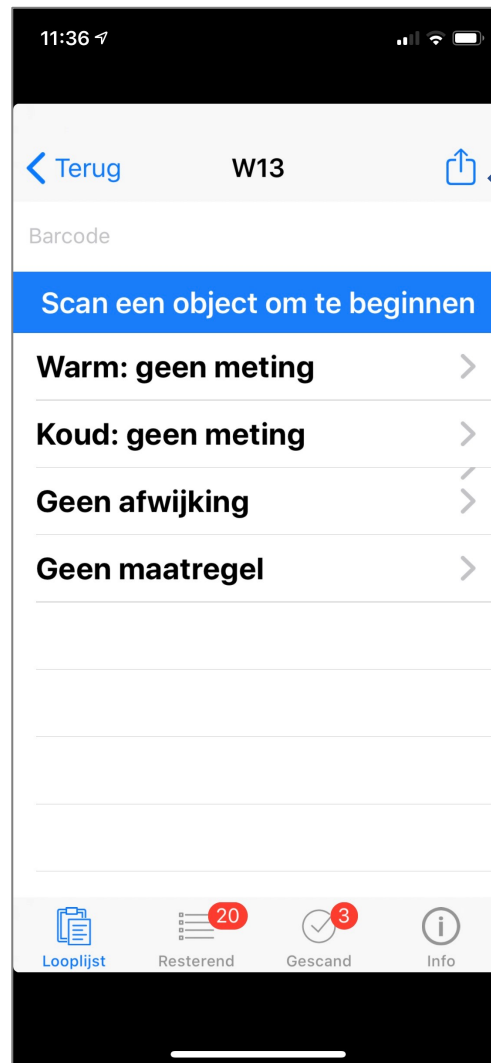 11:36
Terug
W13
Barcode
Scan een object om te beginnen
Warm: geen meting
Koud: geen meting
Geen afwijking
Geen maatregel
20
3
Looplijst
Resterend
Gescand
Info